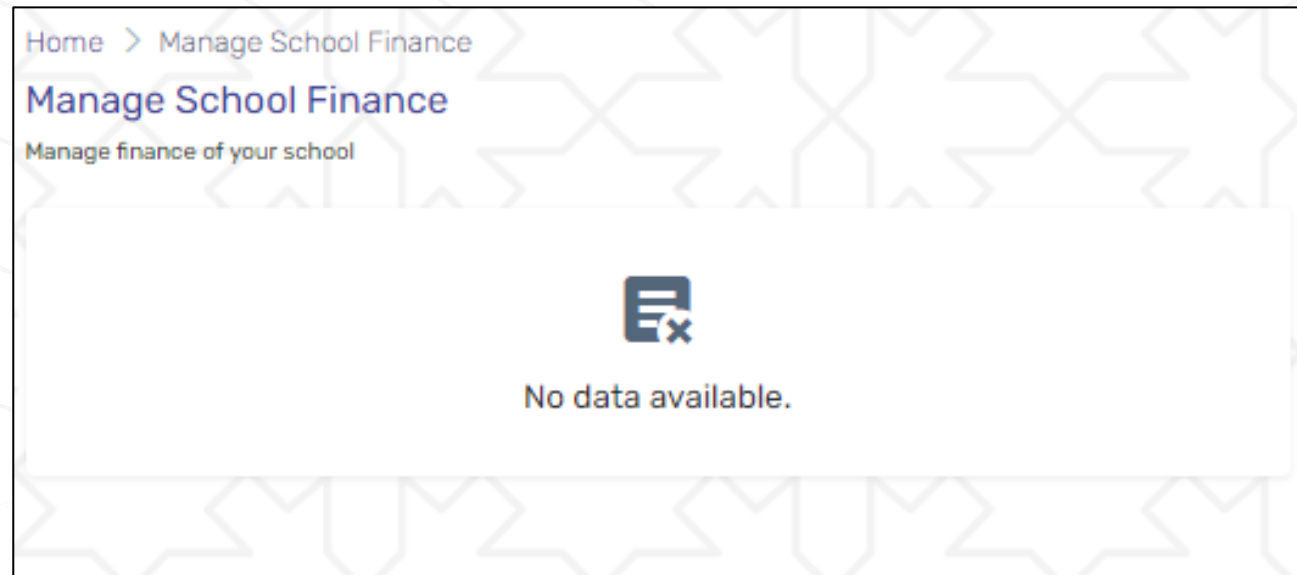 Home > Manage School Finance
Manage School Finance
Manage finance of your school
No data available.